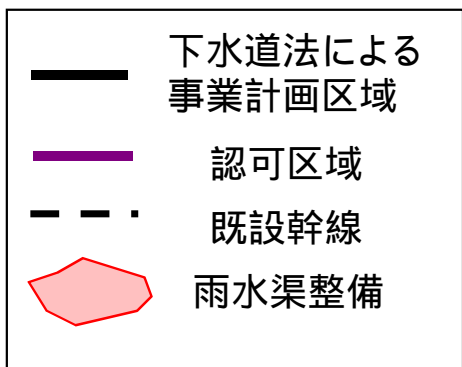 下水道法による
事業計画区域
認可区域
既設幹線
雨水渠整備